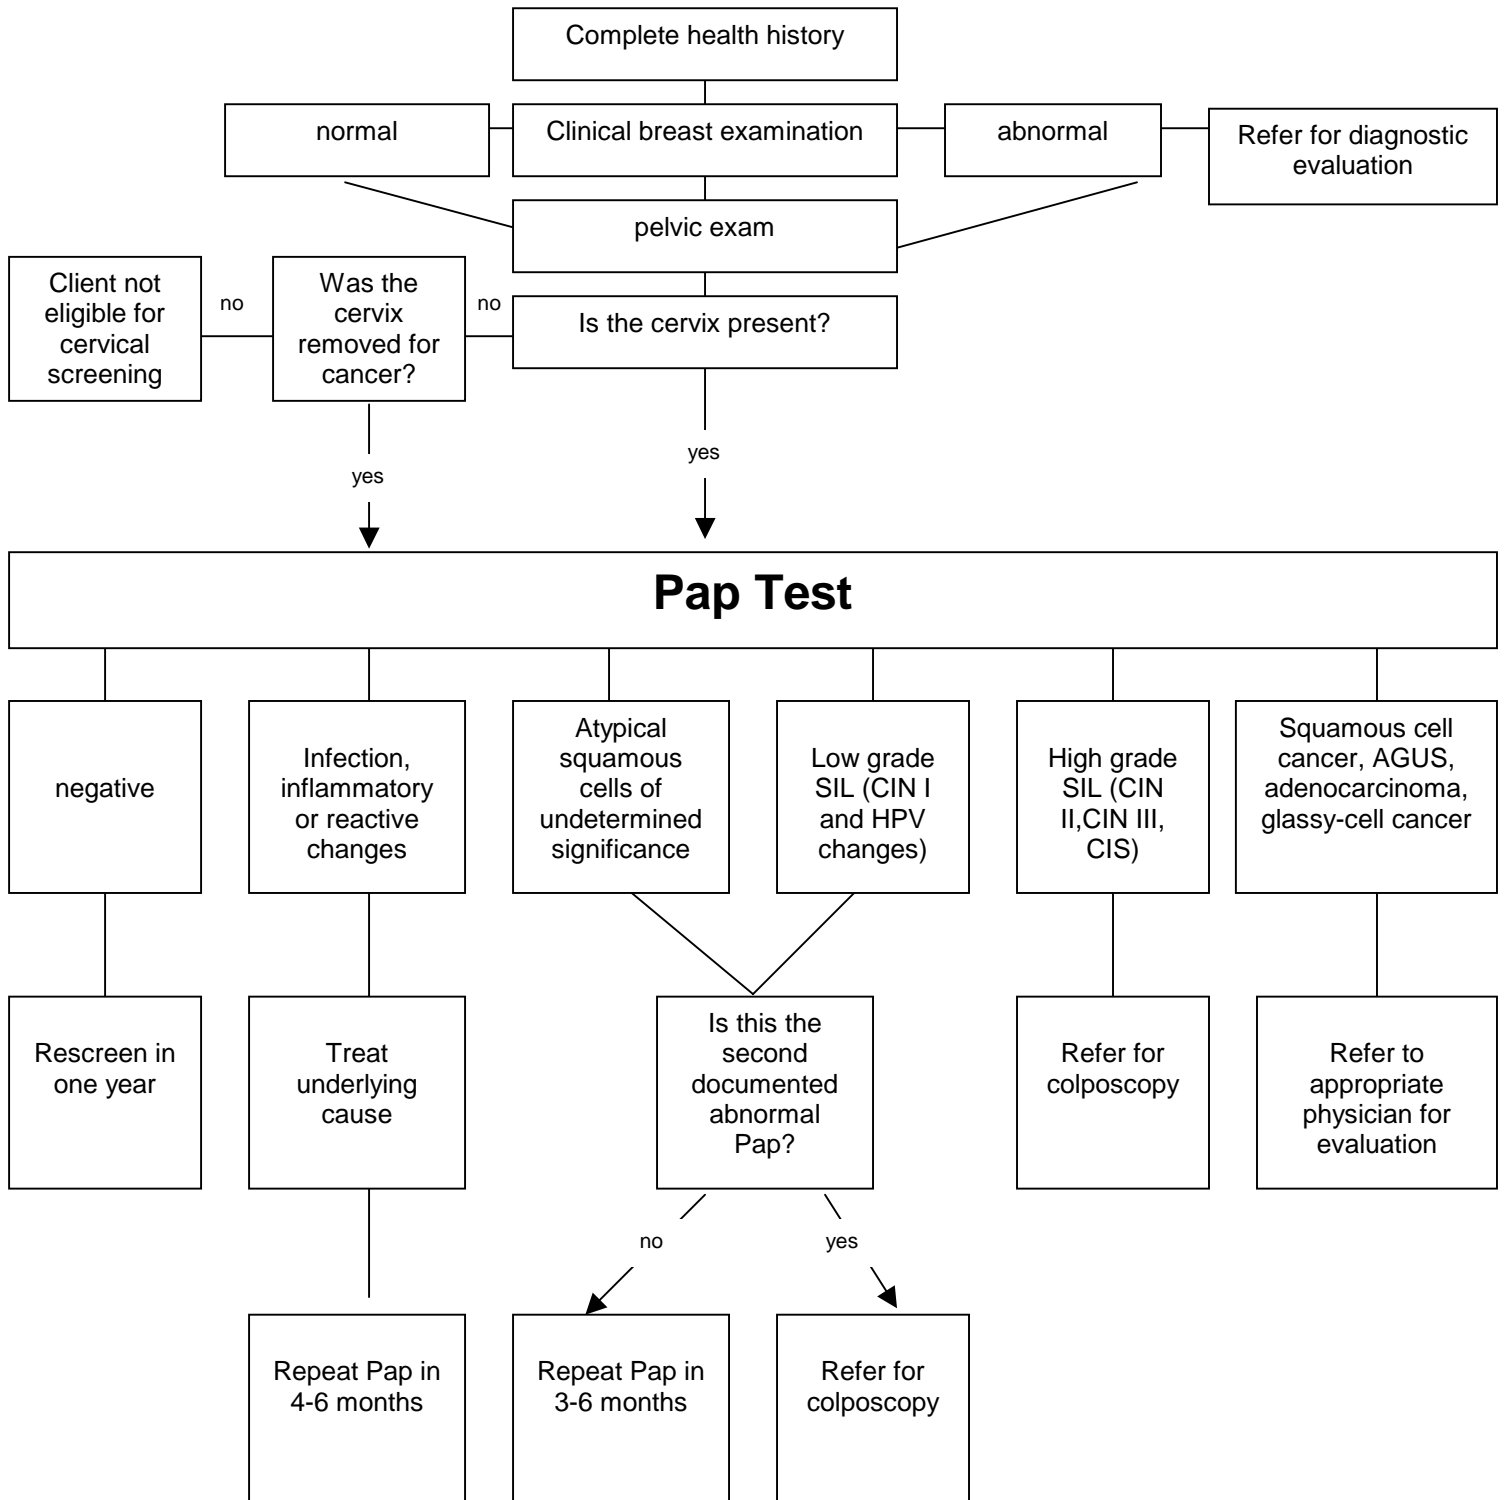 Complete health history
normal
Clinical breast examination
abnormal
Refer for diagnostic
evaluation
pelvic exam
Client not
eligible for
cervical
screening
no
Was the
cervix
removed for
cancer?
no
Is the cervix present?
yes
yes
Pap Test
negative
Infection,
inflammatory
or reactive
changes
Atypical
squamous
cells of
undetermined
significance
Low grade
SIL (CIN I
and HPV
changes)
High grade
SIL (CIN
II,CIN III,
CIS)
Squamous cell
cancer, AGUS,
adenocarcinoma,
glassy-cell cancer
Rescreen in
one year
Treat
underlying
cause
Is this the
second
documented
abnormal
Pap?
Refer for
colposcopy
Refer to
appropriate
physician for
evaluation
no
yes
Repeat Pap in
4-6 months
Repeat Pap in
3-6 months
Refer for
colposcopy